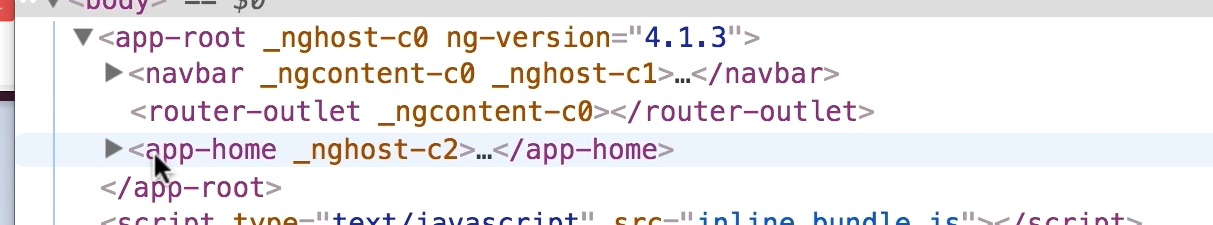 <body> == $0
▼<app-root _nghost-c0 ng-version="4.1.3">
▶<navbar _ngcontent-c0 _nghost-c1>…</navbar>
<router-outlet _ngcontent-c0></router-outlet>
▶<app-home _nghost-c2>…</app-home>
</app-root>
<script type="text/javascript" src="inline.bundle.js"></script>